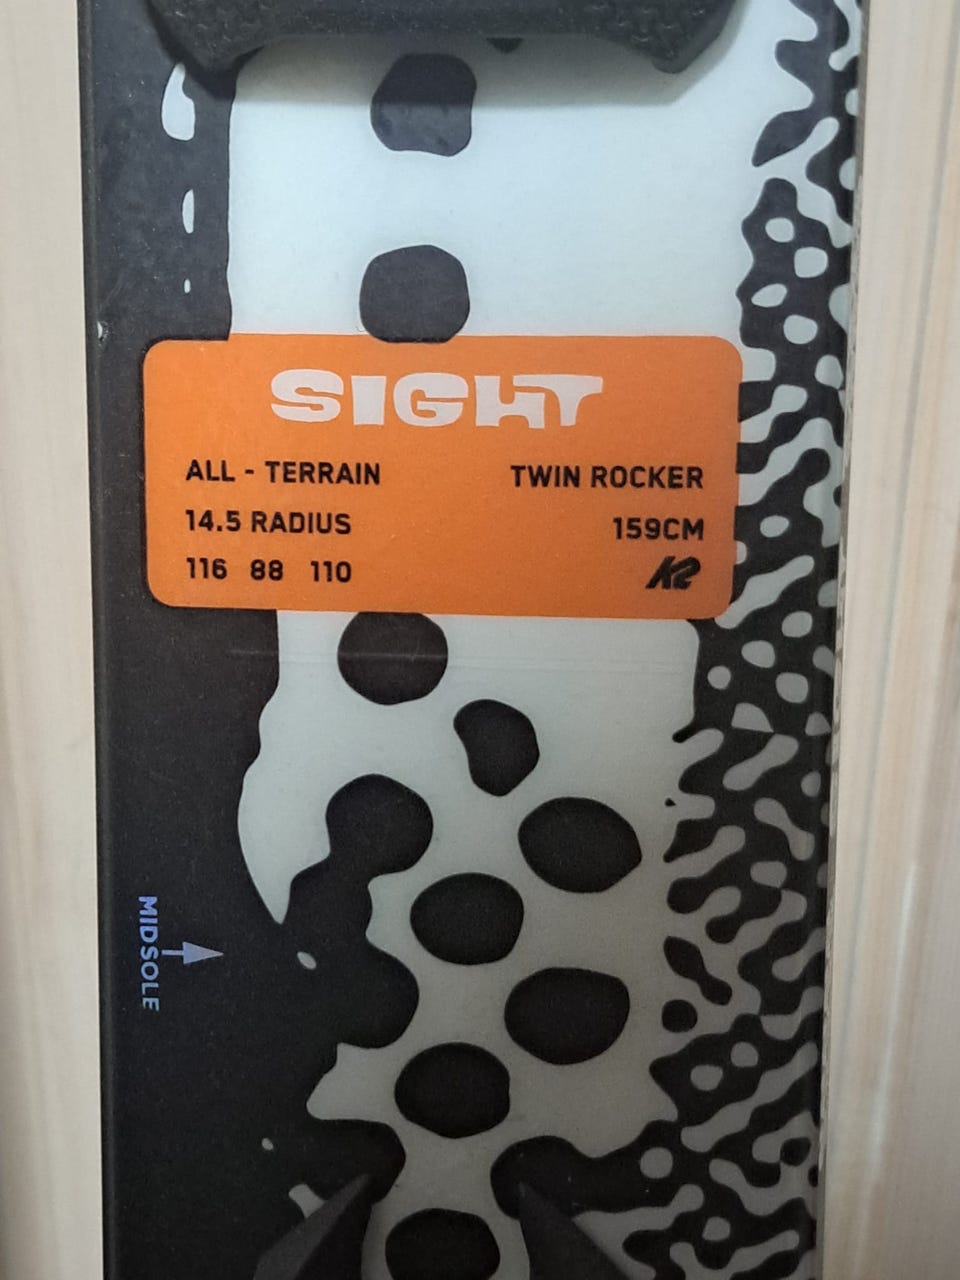 SIGHT
ALL - TERRAIN TWIN ROCKER
14.5 RADIUS 159CM
116 88 110 K2
MIDSOLE